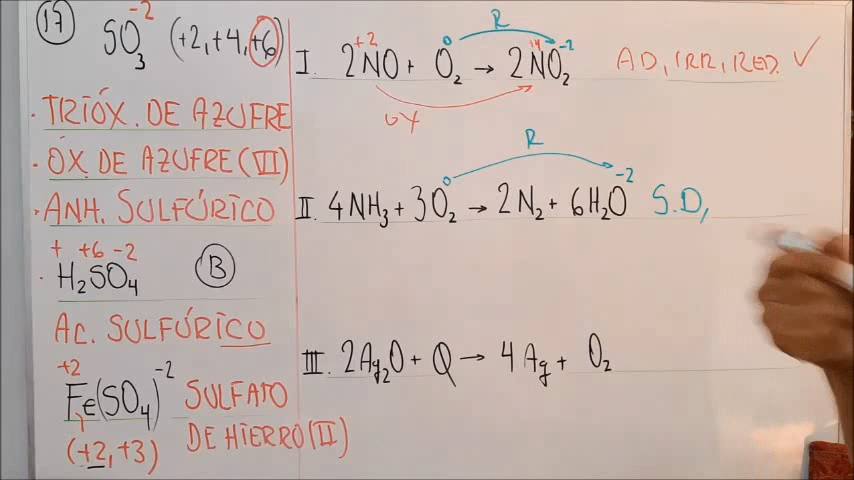 17 SO₃ -2 (+2, +4, +6)
· TRIÓX. DE AZUFRE
· ÓX. DE AZUFRE (VI)
· ANH. SULFÚRICO
+ +6 -2
· H₂SO₄ B
AC. SULFÚRICO
+2
Fe(SO₄)-2 SULFATO
DE HIERRO (II)
(+2, +3)
+2 0 R +4 -2
I. 2NO + O₂ → 2NO₂ AD, IRR, RED. ✓
OX
0 R -2
II. 4NH₃ + 3O₂ → 2N₂ + 6H₂O S.D,
III. 2Ag₂O + Q → 4Ag + O₂